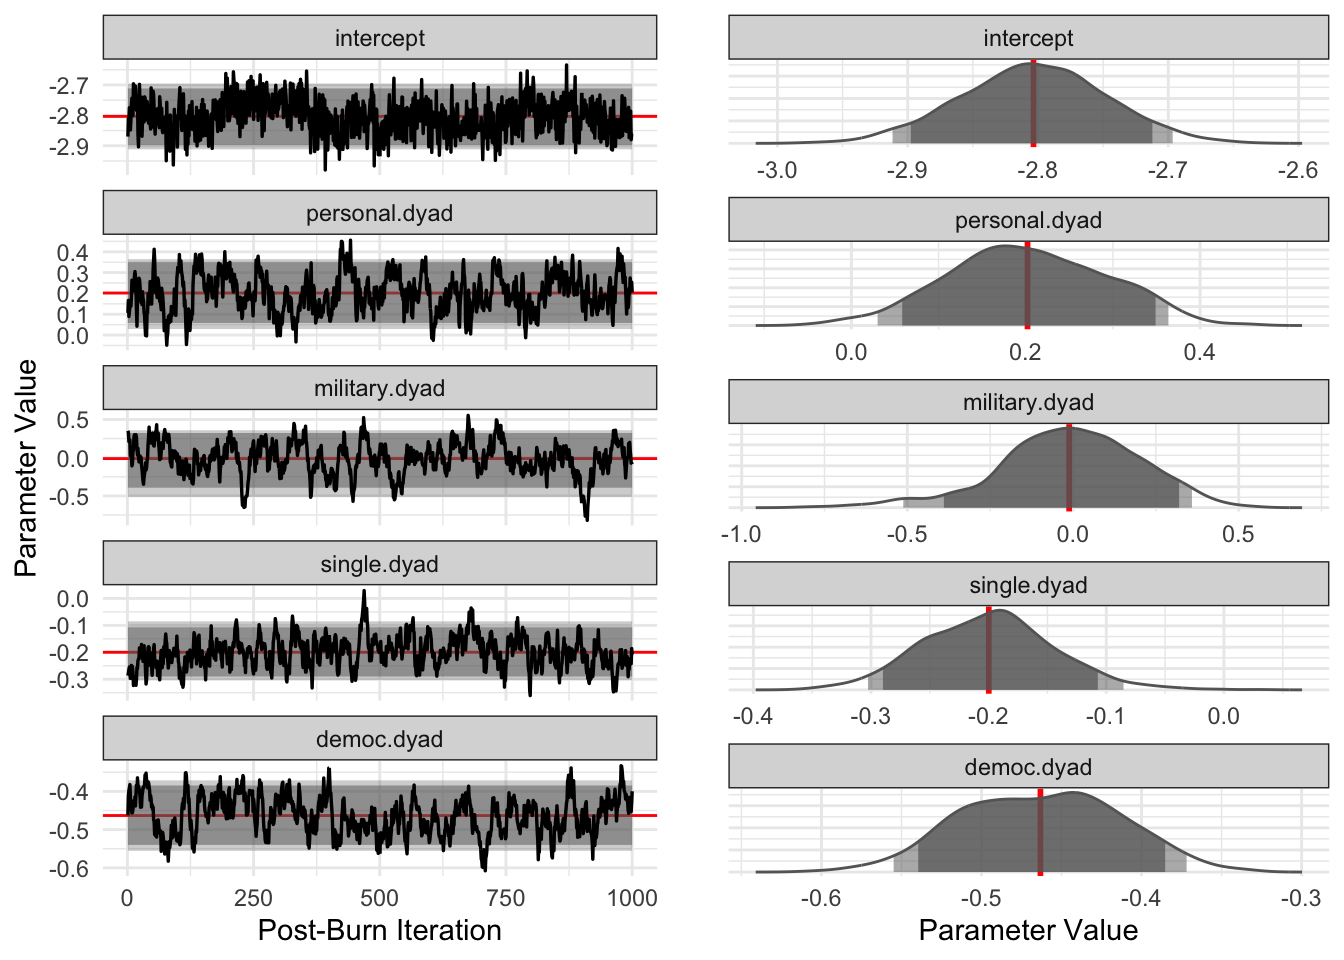 intercept
-2.7
-2.8
-2.9
personal.dyad
0.4
0.3
0.2
0.1
0.0
military.dyad
0.5
0.0
-0.5
single.dyad
0.0
-0.1
-0.2
-0.3
democ.dyad
-0.4
-0.5
-0.6
0 250 500 750 1000
Post-Burn Iteration
Parameter Value
intercept
-3.0 -2.9 -2.8 -2.7 -2.6
personal.dyad
0.0 0.2 0.4
military.dyad
-1.0 -0.5 0.0 0.5
single.dyad
-0.4 -0.3 -0.2 -0.1 0.0
democ.dyad
-0.6 -0.5 -0.4 -0.3
Parameter Value